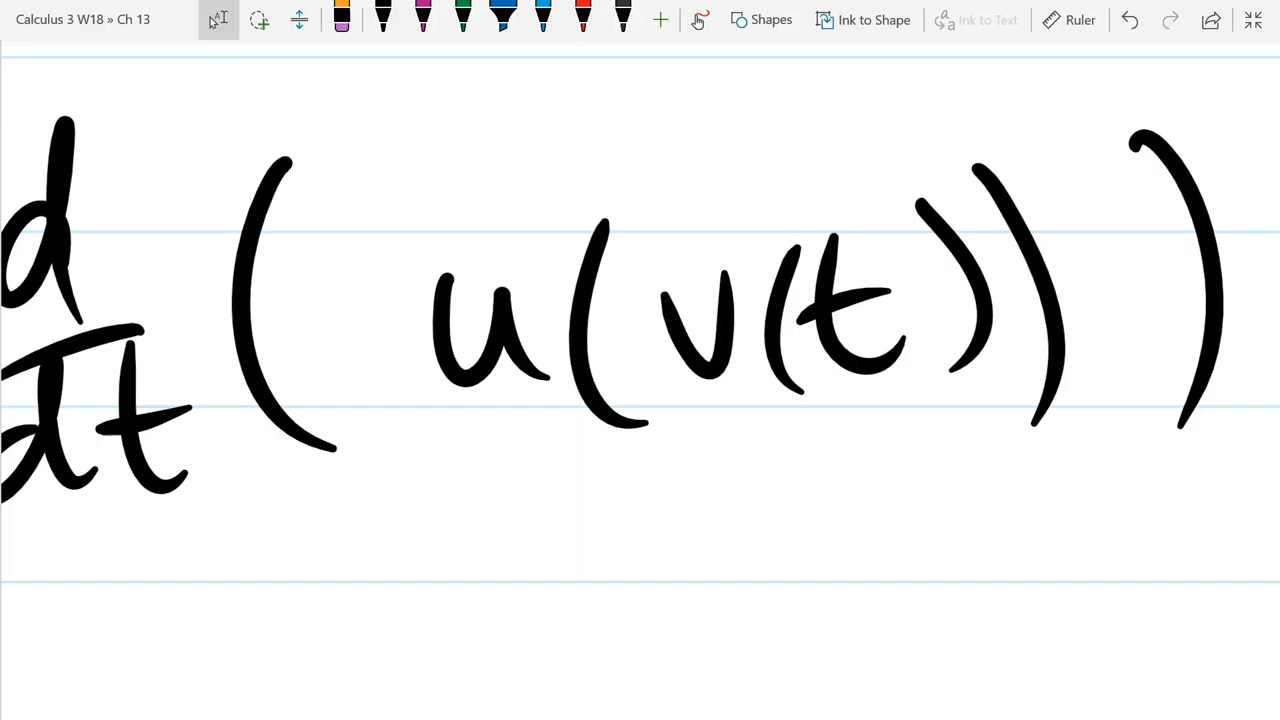 Calculus 3 W18 » Ch 13
Shapes
Ink to Shape
Ink to Text
Ruler
d/dt ( u(v(t)) )